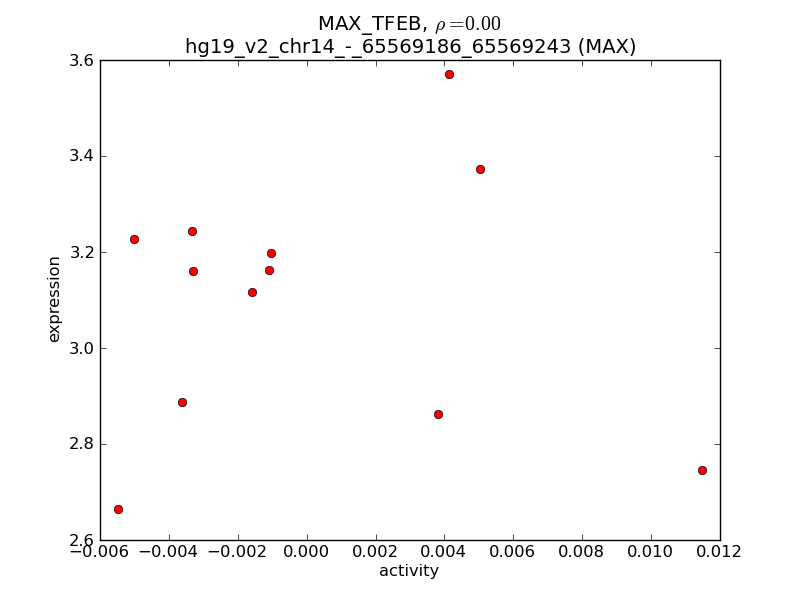 MAX_TFEB, ρ=0.00
hg19_v2_chr14_-_65569186_65569243 (MAX)
3.6
3.4
3.2
3.0
2.8
2.6
expression
−0.006 −0.004 −0.002 0.000 0.002 0.004 0.006 0.008 0.010 0.012
activity